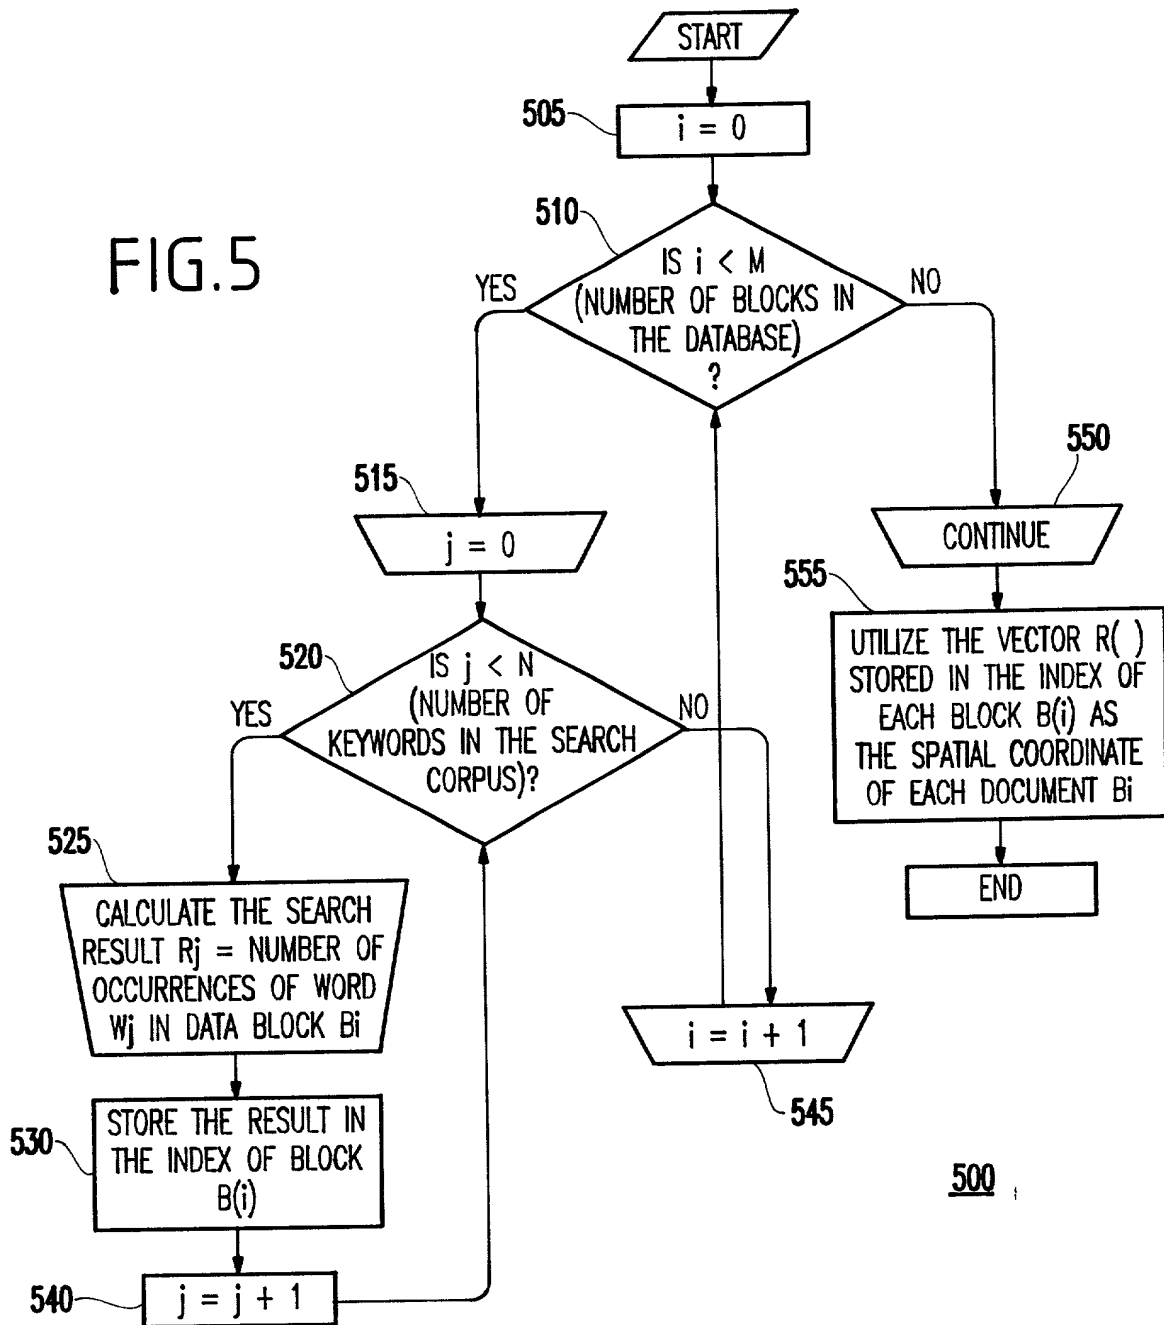 START
505
i = 0
510
FIG.5
IS i < M
(NUMBER OF BLOCKS IN
THE DATABASE)
?
YES
NO
515
j = 0
550
CONTINUE
555
UTILIZE THE VECTOR R( )
STORED IN THE INDEX OF
EACH BLOCK B(i) AS
THE SPATIAL COORDINATE
OF EACH DOCUMENT Bi
END
520
IS j < N
(NUMBER OF
KEYWORDS IN THE SEARCH
CORPUS)?
YES
NO
525
CALCULATE THE SEARCH
RESULT Rj = NUMBER OF
OCCURRENCES OF WORD
Wj IN DATA BLOCK Bi
i = i + 1
545
530
STORE THE RESULT IN
THE INDEX OF BLOCK
B(i)
540
j = j + 1
500